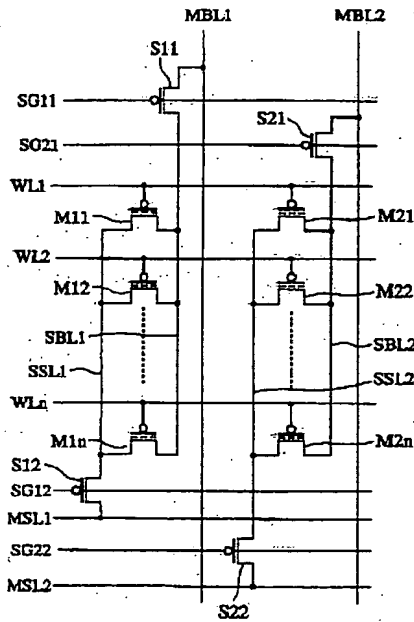 MBL1 MBL2
S11
SG11
S21
SG21
WL1
M11 M21
WL2
M12 M22
SBL1 SBL2
SSL1 SSL2
WLn
M1n M2n
S12
SG12
MSL1
SG22
MSL2
S22